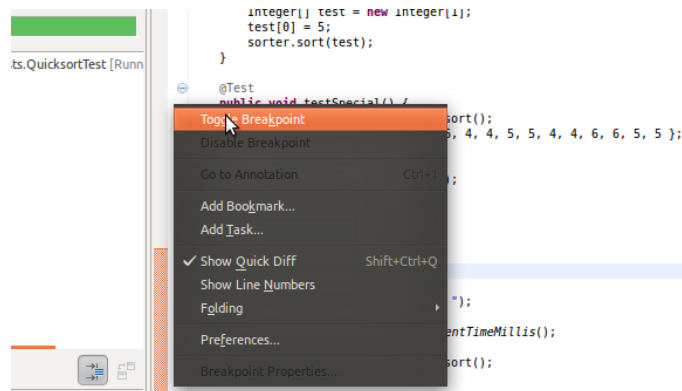 Integer[] test = new Integer[1];
test[0] = 5;
sorter.sort(test);
}
ts.QuicksortTest [Runn
@Test
public void testSpecial() {
Toggle Breakpoint
sort();
Disable Breakpoint
, 4, 4, 5, 5, 4, 4, 6, 6, 5, 5 };
Go to Annotation Ctrl+1
);
Add Bookmark...
Add Task...
Show Quick Diff Shift+Ctrl+Q
Show Line Numbers
");
Folding
entTimeMillis();
Preferences...
sort();
Breakpoint Properties...